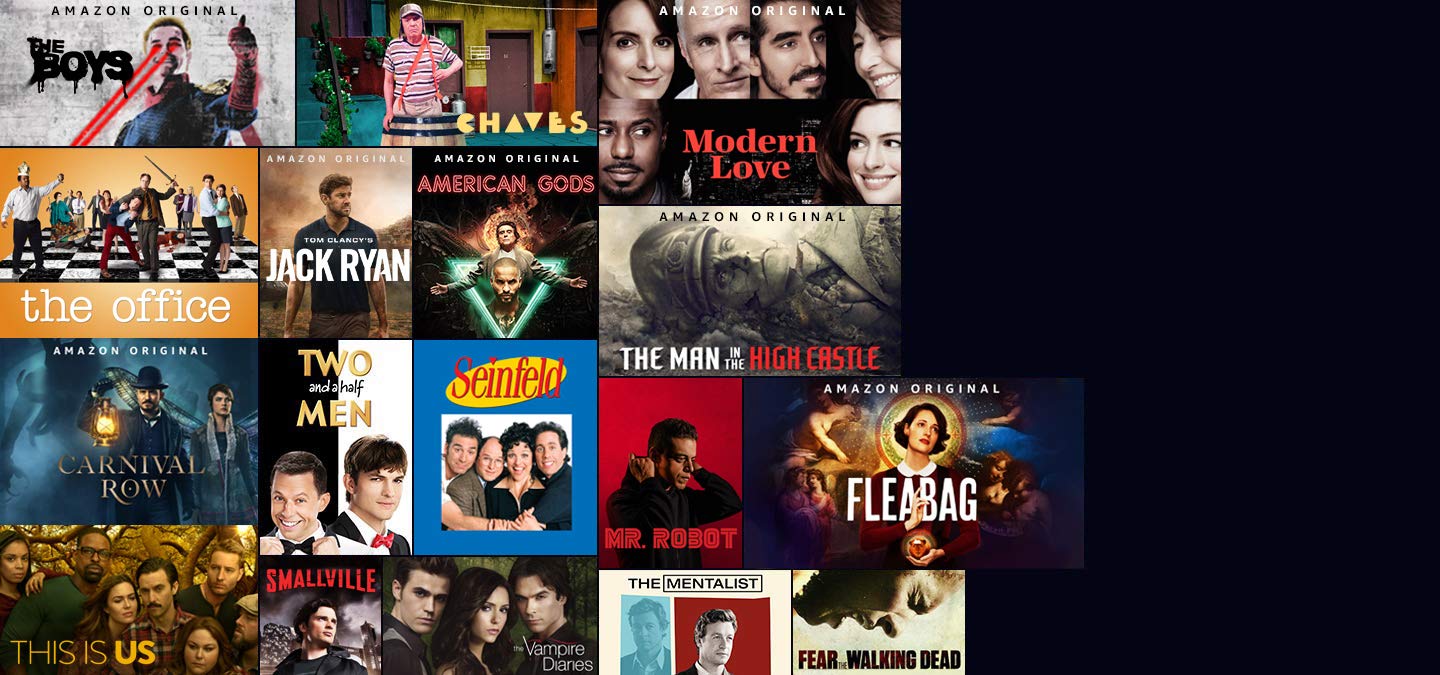 AMAZON ORIGINAL
THE
BOYS
CHAVES
AMAZON ORIGINAL
Modern
Love
the office
AMAZON ORIGINAL
TOM CLANCY'S
JACK RYAN
AMAZON ORIGINAL
AMERICAN GODS
AMAZON ORIGINAL
THE MAN IN THE HIGH CASTLE
AMAZON ORIGINAL
CARNIVAL
ROW
TWO
and a half
MEN
Seinfeld
MR. ROBOT
AMAZON ORIGINAL
FLEABAG
THIS IS US
SMALLVILLE
the Vampire
Diaries
THE MENTALIST
FEAR THE WALKING DEAD